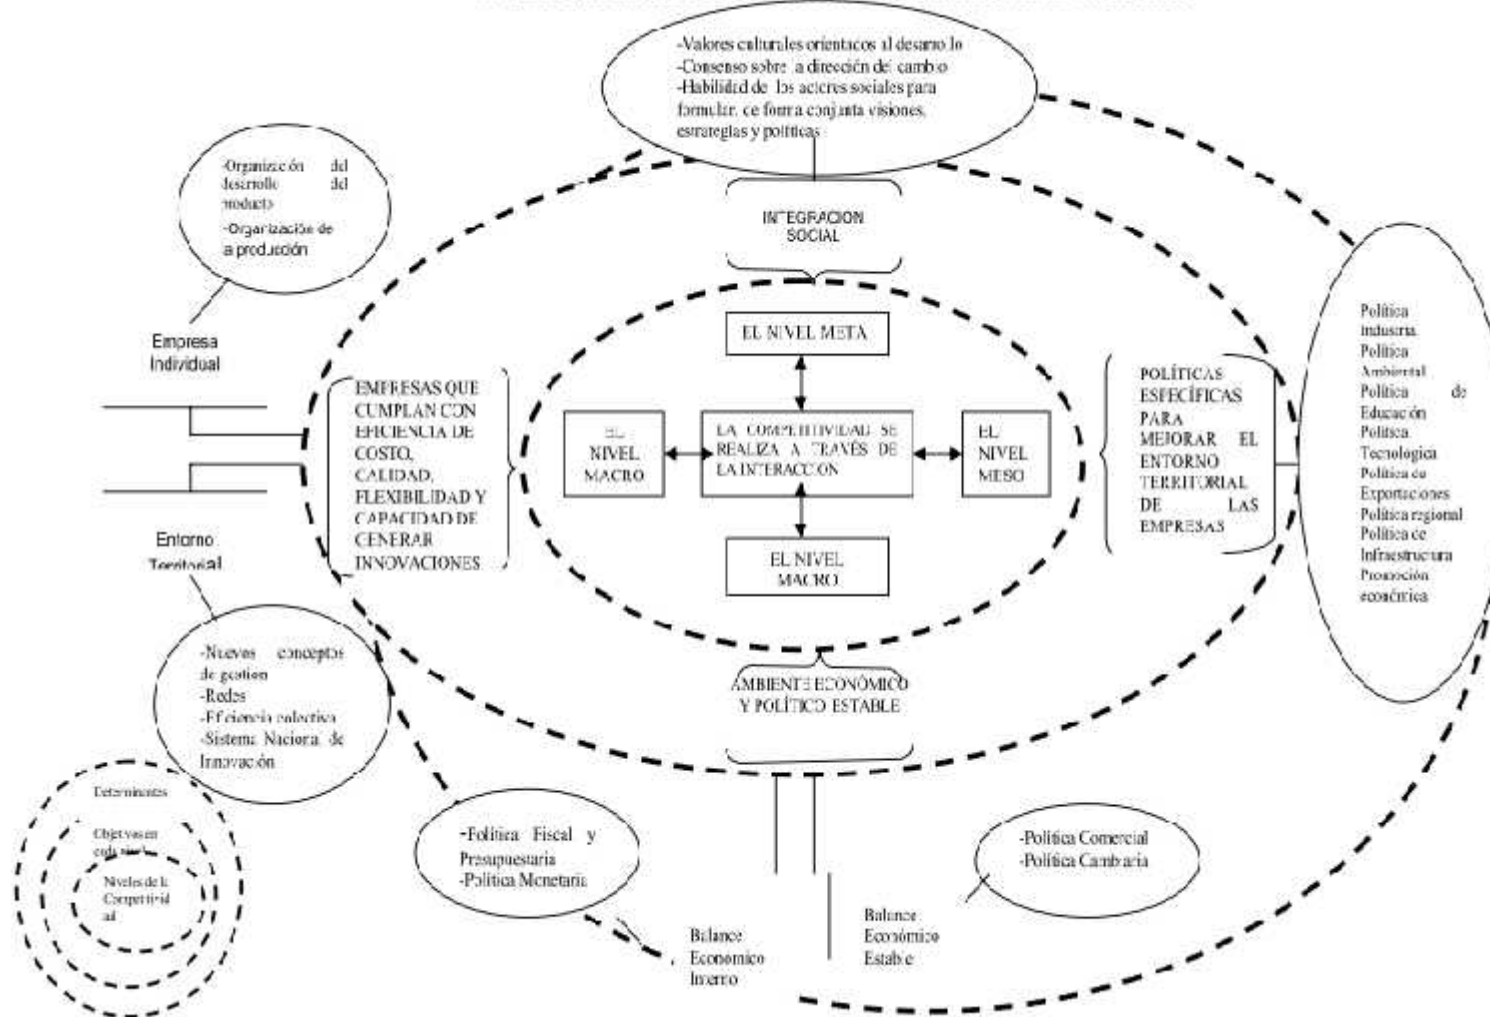 -Valores culturales orientados al desarrollo
-Consenso sobre la dirección del cambio
-Habilidad de los actores sociales para
formular, de forma conjunta visiones,
estrategias y políticas
-Organización del
desarrollo del
producto
-Organización de
la producción
INTEGRACION
SOCIAL
Empresa
Individual
EL NIVEL META
EMPRESAS QUE
CUMPLAN CON
EFICIENCIA DE
COSTO,
CALIDAD,
FLEXIBILIDAD Y
CAPACIDAD DE
GENERAR
INNOVACIONES
EL
NIVEL
MACRO
LA COMPETITIVIDAD SE
REALIZA A TRAVÉS DE
LA INTERACCION
EL
NIVEL
MESO
EL NIVEL
MACRO
POLÍTICAS
ESPECÍFICAS
PARA
MEJORAR EL
ENTORNO
TERRITORIAL
DE LAS
EMPRESAS
Política
Industria
Política
Ambiental
Política de
Educación
Política
Tecnológica
Política de
Exportaciones
Política regional
Política de
Infraestructura
Promoción
económica
Entorno
Territorial
-Nuevos conceptos
de gestion
-Redes
-Eficiencia colectiva
-Sistema Nacional de
Innovación
AMBIENTE ECONÓMICO
Y POLÍTICO ESTABLE
Determinantes
Objetivos en
cada nivel
Niveles de la
Competitivid
ad
-Política Fiscal y
Presupuestaria
-Política Monetaria
-Política Comercial
-Política Cambiaria
Balance
Económico
Interno
Balance
Económico
Estable